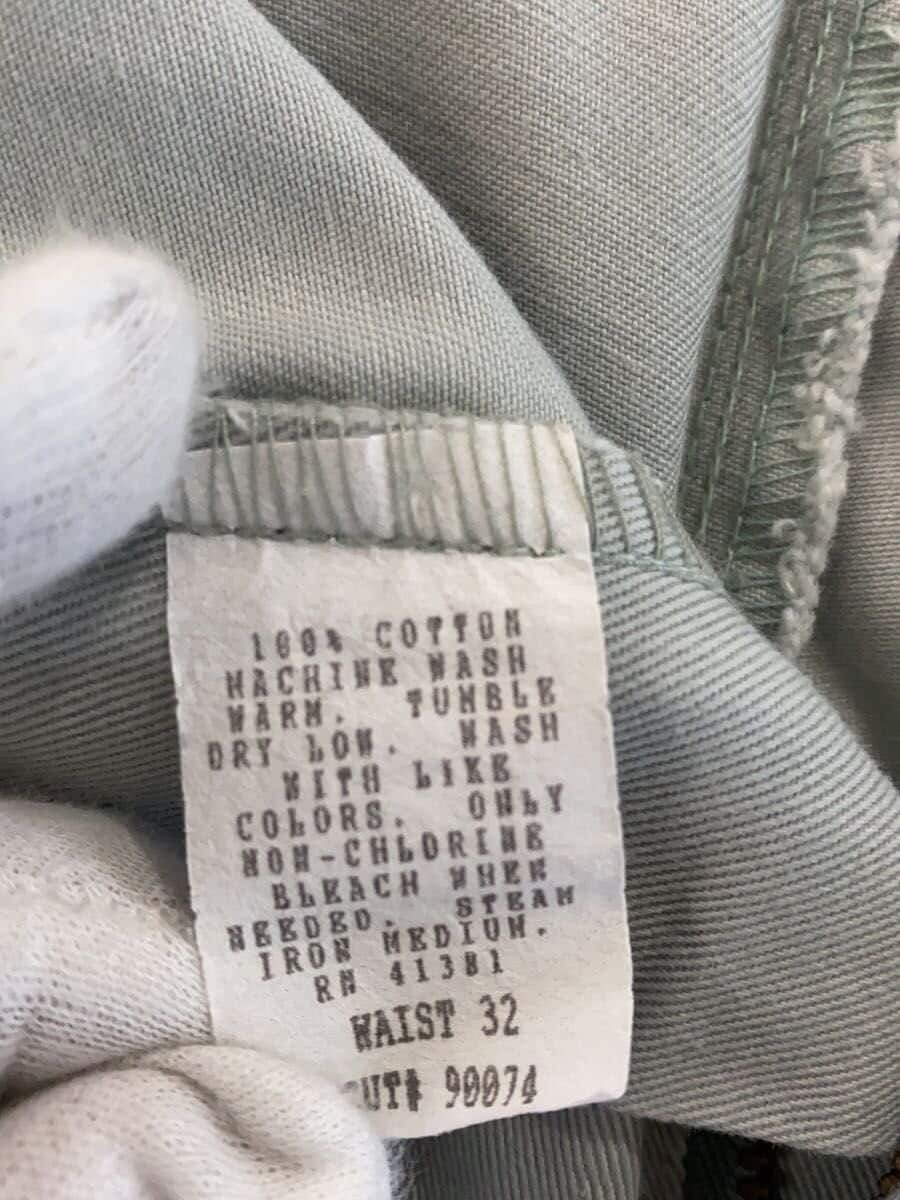 100% COTTON
MACHINE WASH
WARM. TUMBLE
DRY LOW. WASH
WITH LIKE
COLORS. ONLY
NON-CHLORINE
BLEACH WHEN
NEEDED. STEAM
IRON MEDIUM.
RN 41381
WAIST 32
CUT# 90074